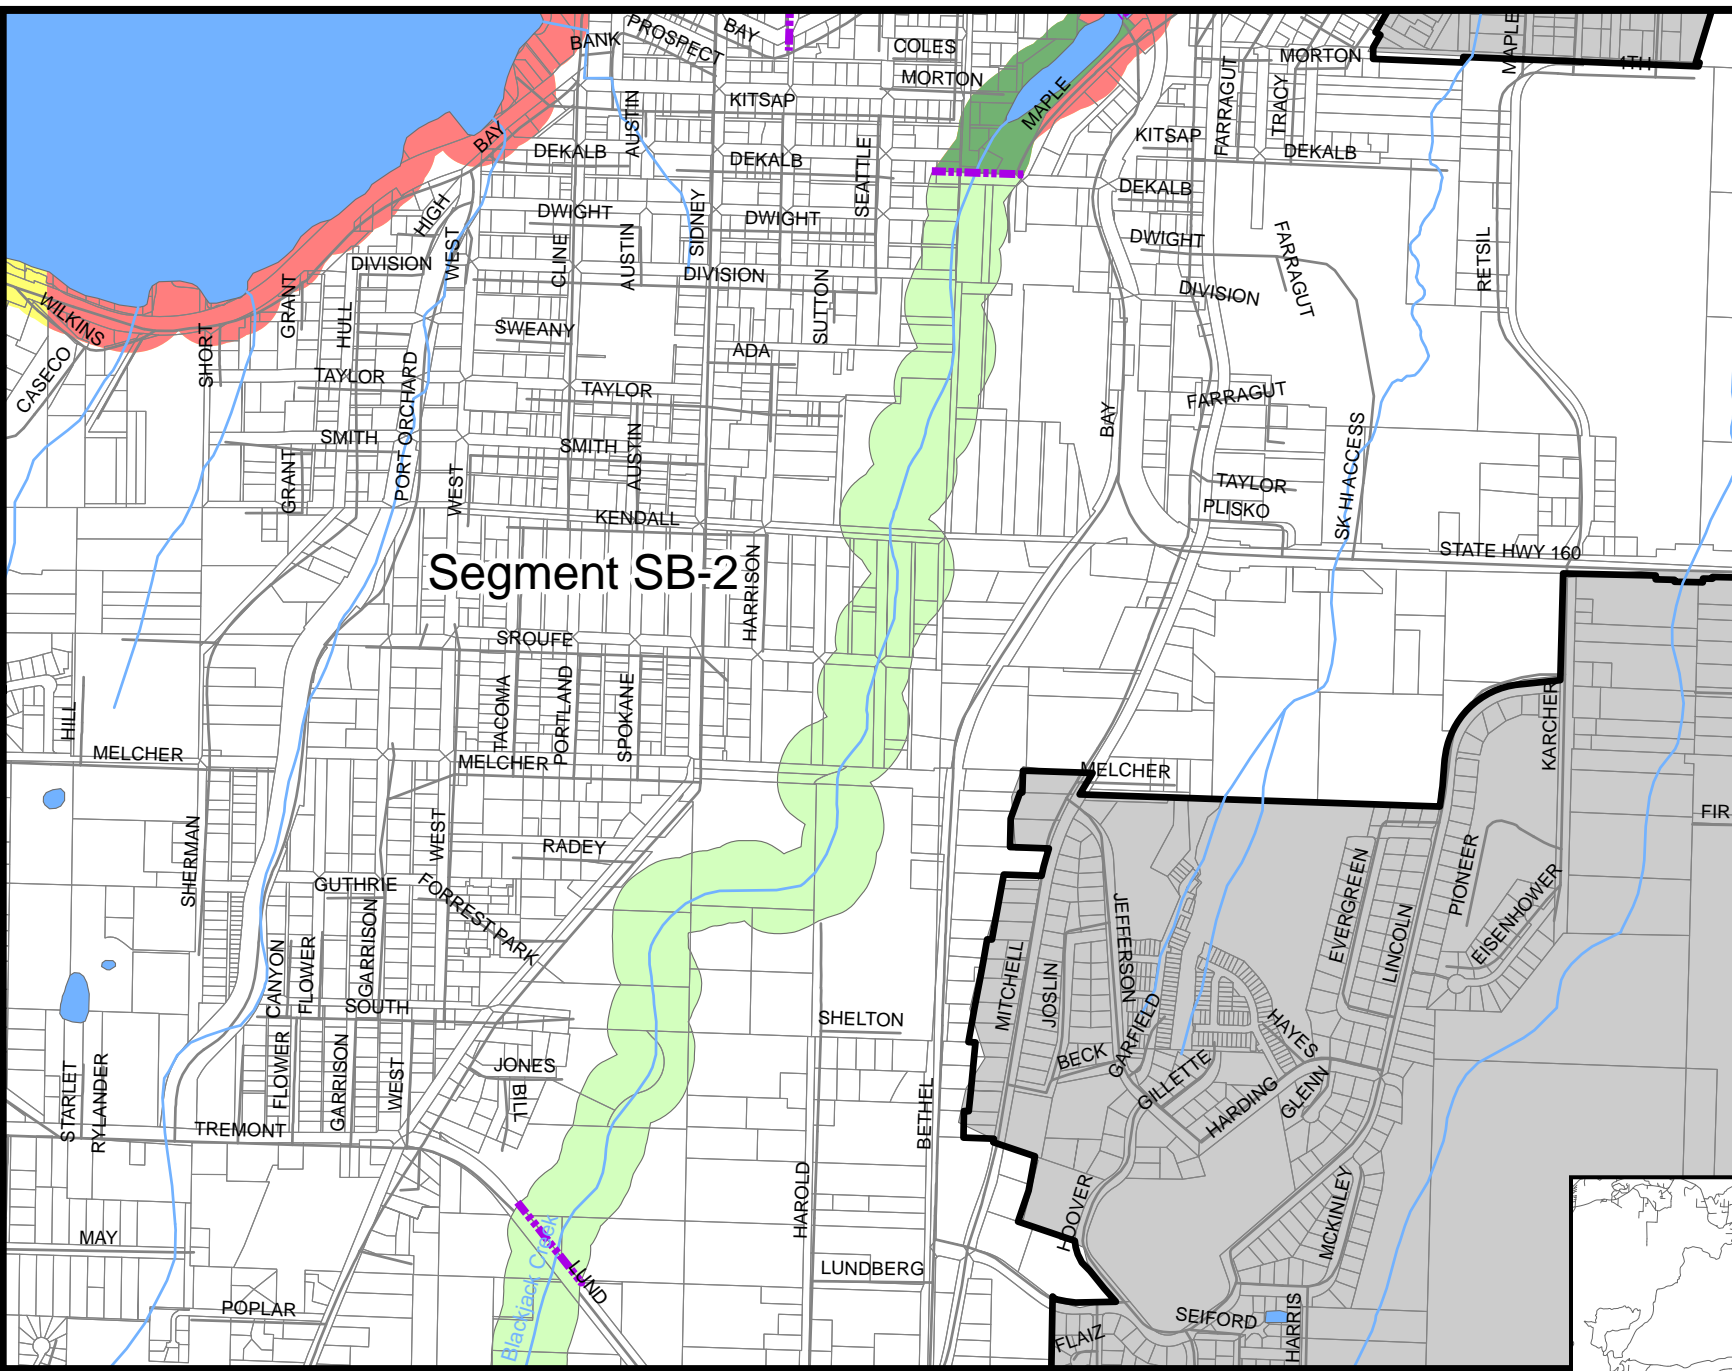 BAY
PROSPECT
BANK
COLES
MORTON
MORTON
MAPLE
4TH
KITSAP
MAPLE
AUSTIN
FARRAGUT
TRACY
BAY
DEKALB
DEKALB
SEATTLE
KITSAP
DEKALB
DEKALB
HIGH
DWIGHT
SIDNEY
DWIGHT
DWIGHT
FARRAGUT
RETSIL
DIVISION
WEST
CLINE
AUSTIN
DIVISION
SUTTON
DIVISION
WILKINS
GRANT
HULL
SWEANY
ADA
SHORT
CASECO
TAYLOR
PORT ORCHARD
TAYLOR
FARRAGUT
BAY
SMITH
SMITH
AUSTIN
SK HI ACCESS
GRANT
WEST
TAYLOR
PLISKO
KENDALL
STATE HWY 160
Segment SB-2
HARRISON
SROUFE
TACOMA
PORTLAND
SPOKANE
HILL
KARCHER
MELCHER
MELCHER
MELCHER
FIR
SHERMAN
WEST
RADEY
PIONEER
EVERGREEN
GUTHRIE
FORREST PARK
GARRISON
JEFFERSON
LINCOLN
EISENHOWER
CANYON
FLOWER
MITCHELL
JOSLIN
SOUTH
SHELTON
GARFIELD
HAYES
STARLET
RYLANDER
FLOWER
GARRISON
WEST
JONES
BILL
BECK
GILLETTE
HARDING
GLENN
BETHEL
TREMONT
HAROLD
HOOVER
MCKINLEY
MAY
Blackjack Creek
LUND
LUNDBERG
POPLAR
SEIFORD
HARRIS
FLAIZ